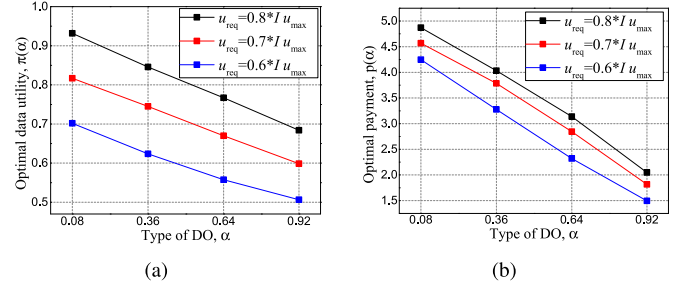 Optimal data utility, π(α)
1.0
0.9
0.8
0.7
0.6
0.5
u_req=0.8*I u_max
u_req=0.7*I u_max
u_req=0.6*I u_max
0.08 0.36 0.64 0.92
Type of DO, α
(a)
Optimal payment, p(α)
5.0
4.5
4.0
3.5
3.0
2.5
2.0
1.5
u_req=0.8*I u_max
u_req=0.7*I u_max
u_req=0.6*I u_max
0.08 0.36 0.64 0.92
Type of DO, α
(b)